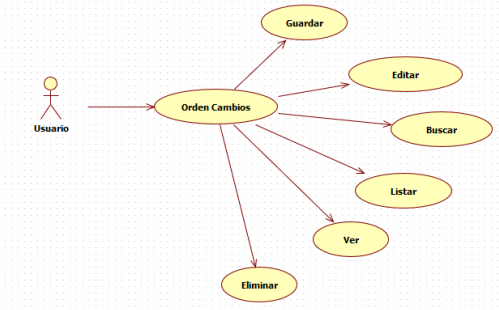 Guardar
Editar
Orden Cambios
Usuario
Buscar
Listar
Ver
Eliminar